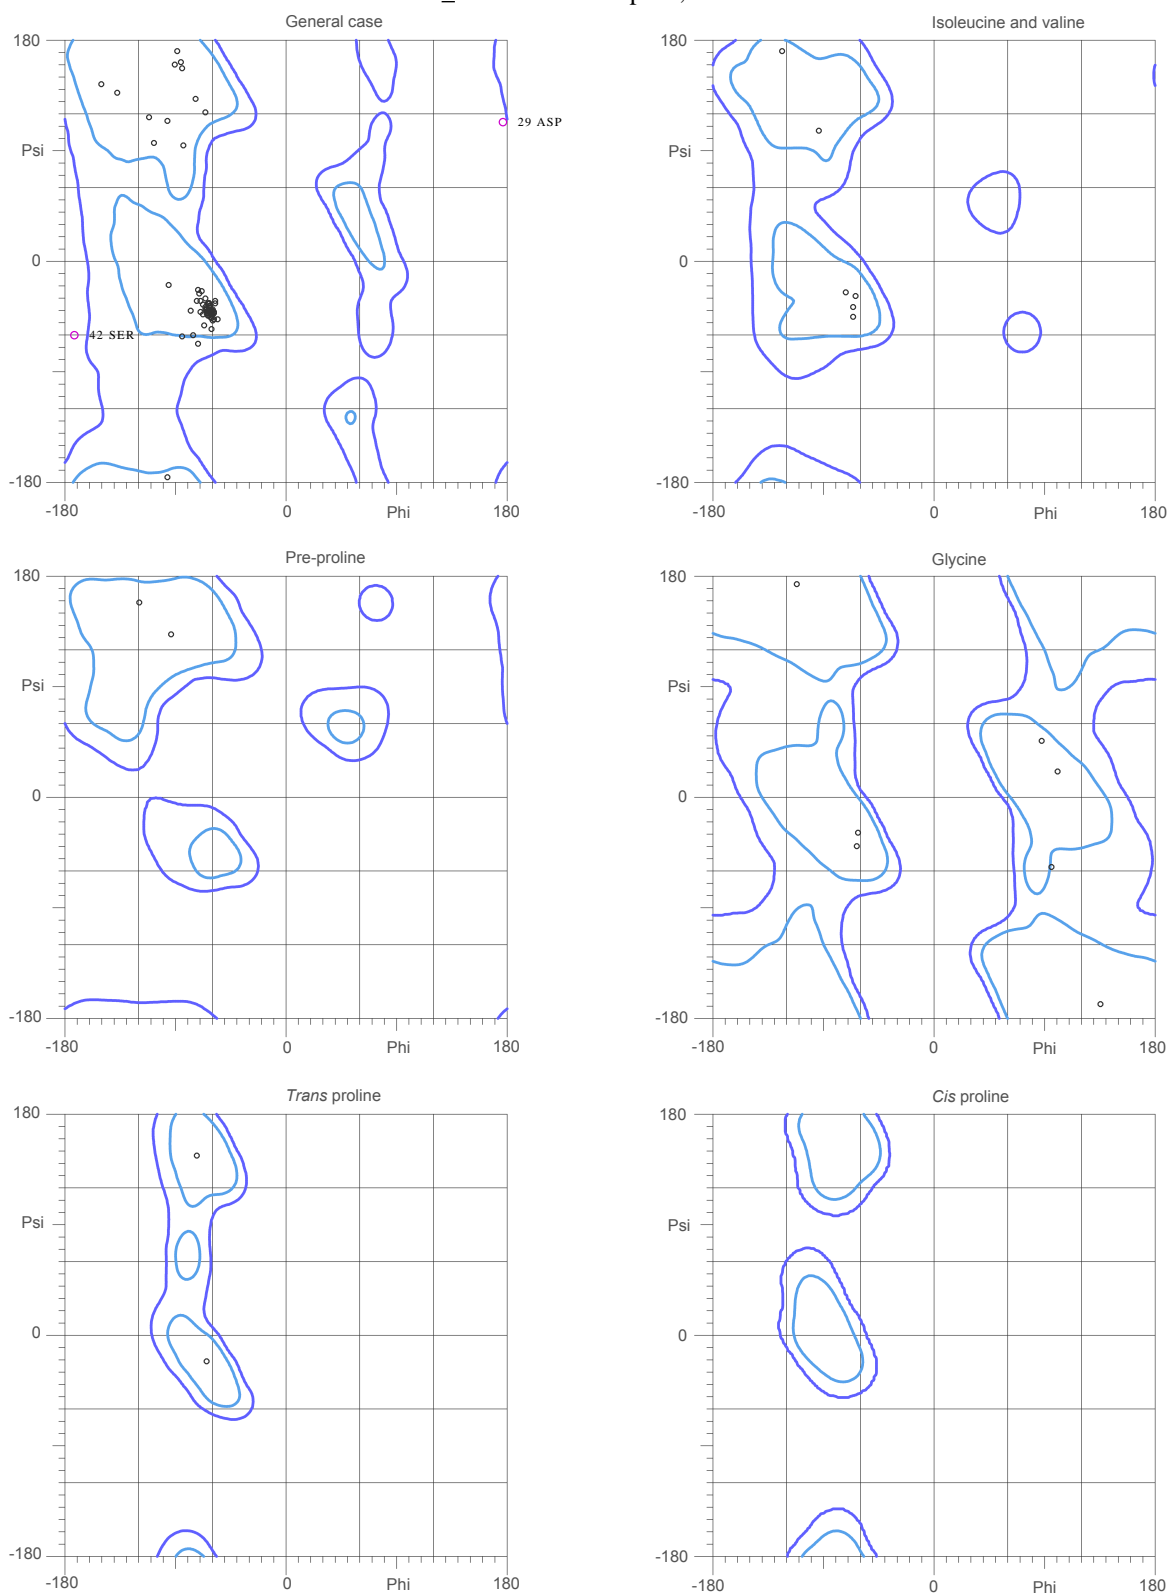 General case
Isoleucine and valine
180
180
29 ASP
Psi
Psi
0
0
42 SER
-180
-180
-180
0
Phi
180
-180
0
Phi
180
Pre-proline
Glycine
180
180
Psi
Psi
0
0
-180
-180
-180
0
Phi
180
-180
0
Phi
180
Trans proline
Cis proline
180
180
Psi
Psi
0
0
-180
-180
-180
0
Phi
180
-180
0
Phi
180